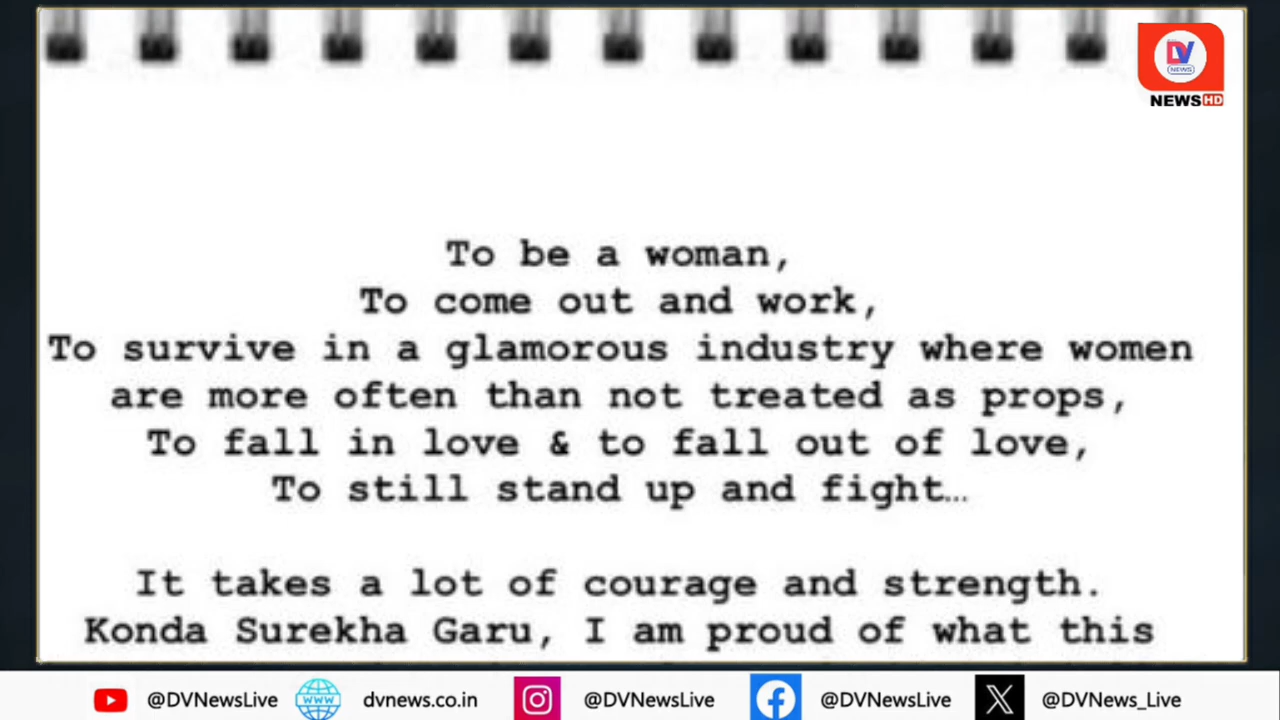 DV
NEWS
NEWS HD
To be a woman,
To come out and work,
To survive in a glamorous industry where women
are more often than not treated as props,
To fall in love & to fall out of love,
To still stand up and fight…
It takes a lot of courage and strength.
Konda Surekha Garu, I am proud of what this
@DVNewsLive
www
dvnews.co.in
@DVNewsLive
@DVNewsLive
@DVNews_Live